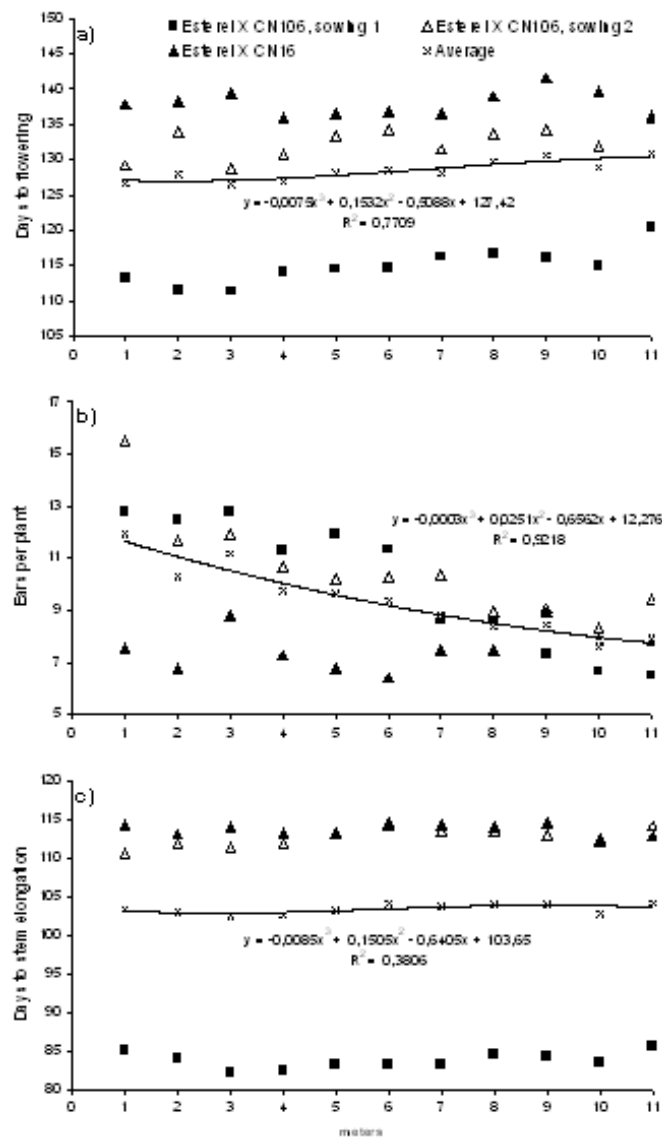 a)
■ Esterel X CN106, sowing 1 △ Esterel X CN106, sowing 2
▲ Esterel X CN16 × Average
Days to flowering
150
145
140
135
130
125
120
115
110
105
y = -0,0075x³ + 0,1532x² - 0,5088x + 127,42
R² = 0,7709
0 1 2 3 4 5 6 7 8 9 10 11
b)
Ears per plant
17
15
13
11
9
7
5
y = -0,0003x³ + 0,0251x² - 0,6562x + 12,276
R² = 0,9218
0 1 2 3 4 5 6 7 8 9 10 11
c)
Days to stem elongation
120
115
110
105
100
95
90
85
80
y = -0,0085x³ + 0,1505x² - 0,6405x + 103,65
R² = 0,3806
0 1 2 3 4 5 6 7 8 9 10 11
meters